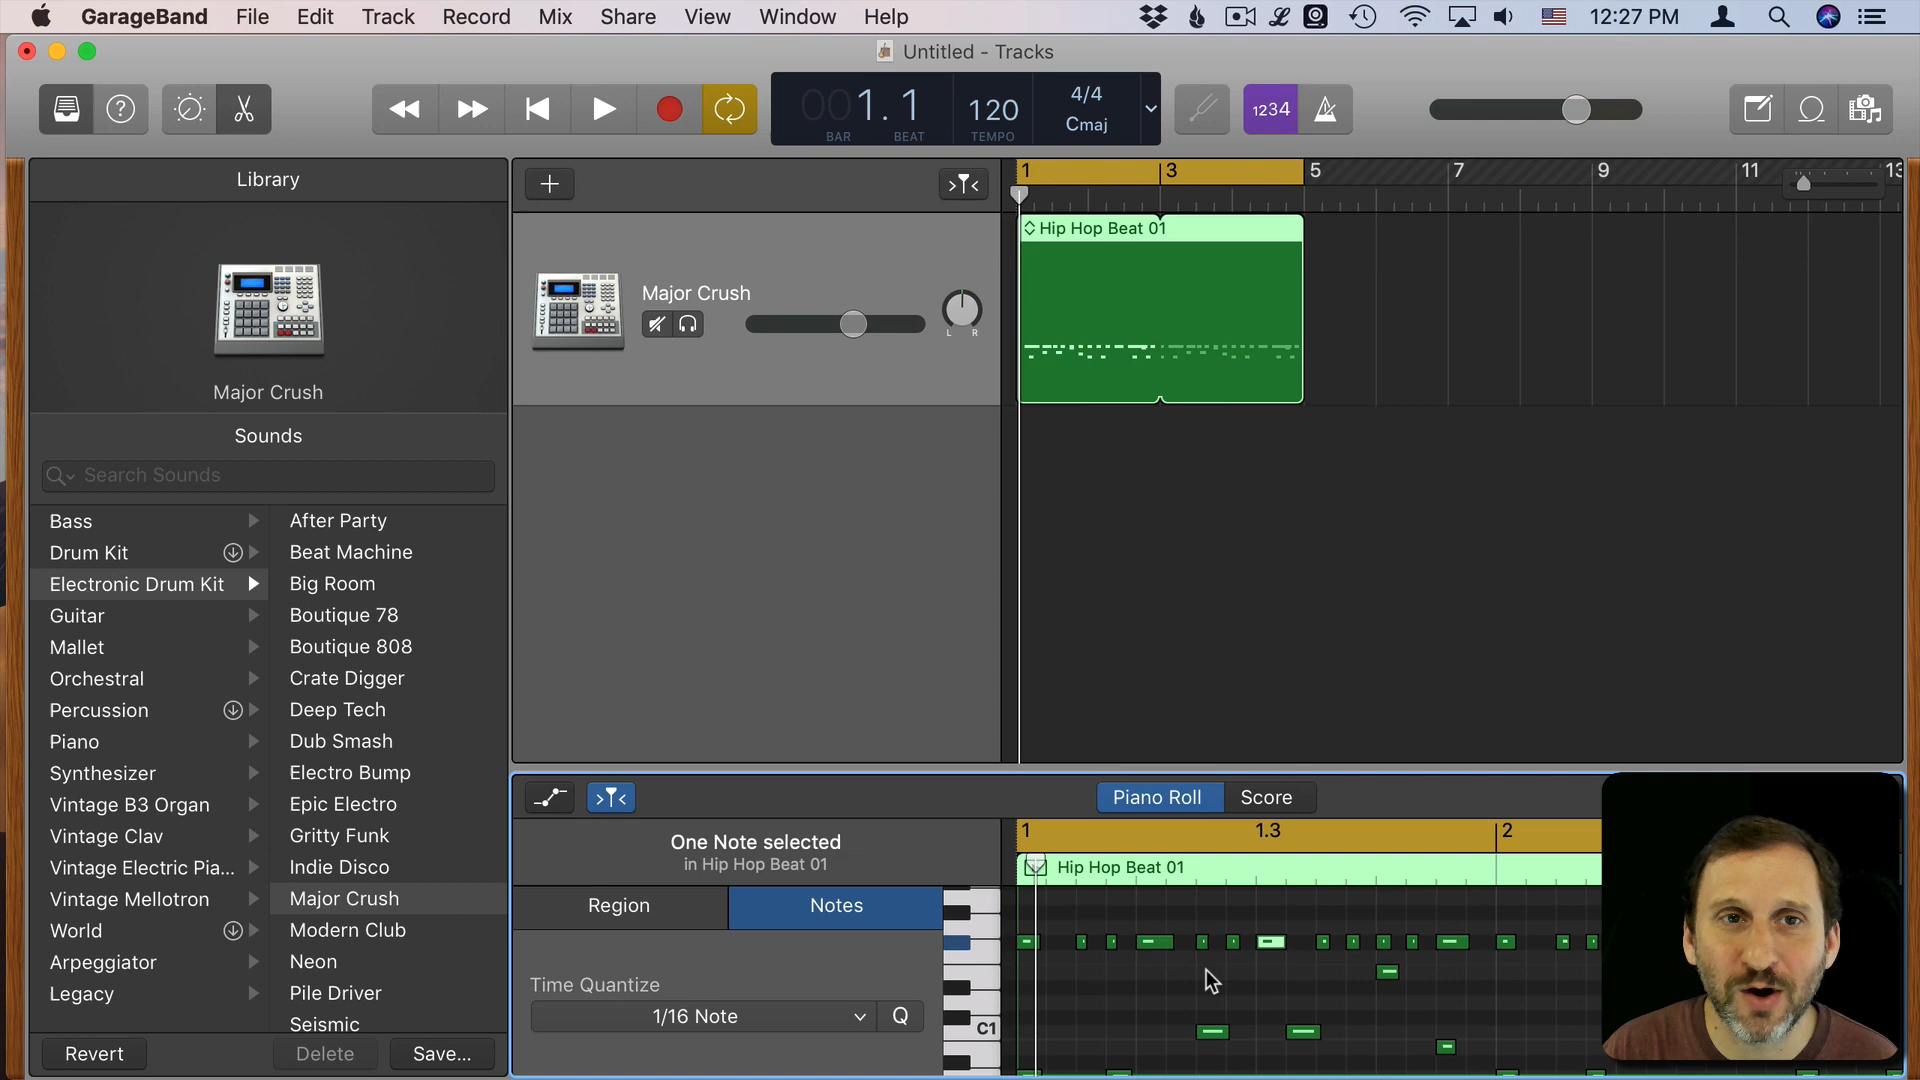 GarageBand File Edit Track Record Mix Share View Window Help 12:27 PM
Untitled - Tracks
001. 1 120 4/4 Cmaj
BAR BEAT TEMPO
1234
Library
Major Crush
Sounds
Search Sounds
Bass
Drum Kit
Electronic Drum Kit
Guitar
Mallet
Orchestral
Percussion
Piano
Synthesizer
Vintage B3 Organ
Vintage Clav
Vintage Electric Pia...
Vintage Mellotron
World
Arpeggiator
Legacy
After Party
Beat Machine
Big Room
Boutique 78
Boutique 808
Crate Digger
Deep Tech
Dub Smash
Electro Bump
Epic Electro
Gritty Funk
Indie Disco
Major Crush
Modern Club
Neon
Pile Driver
Seismic
Revert Delete Save...
1 3 5 7 9 11 13
Major Crush
L R
Hip Hop Beat 01
Piano Roll Score
One Note selected
in Hip Hop Beat 01
1 1.3 2
Hip Hop Beat 01
Region Notes
Time Quantize
1/16 Note Q
C1